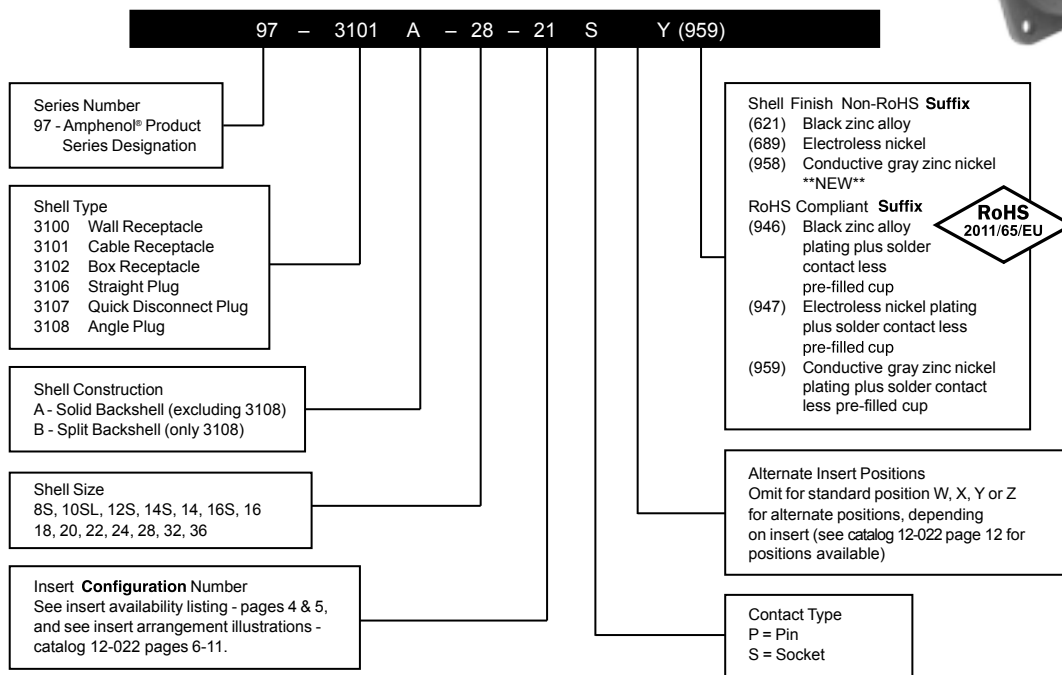 97 – 3101 A – 28 – 21 S Y (959)
Series Number
97 - Amphenol® Product
Series Designation
Shell Type
3100 Wall Receptacle
3101 Cable Receptacle
3102 Box Receptacle
3106 Straight Plug
3107 Quick Disconnect Plug
3108 Angle Plug
Shell Construction
A - Solid Backshell (excluding 3108)
B - Split Backshell (only 3108)
Shell Size
8S, 10SL, 12S, 14S, 14, 16S, 16
18, 20, 22, 24, 28, 32, 36
Insert Configuration Number
See insert availability listing - pages 4 & 5,
and see insert arrangement illustrations -
catalog 12-022 pages 6-11.
Shell Finish Non-RoHS Suffix
(621) Black zinc alloy
(689) Electroless nickel
(958) Conductive gray zinc nickel
**NEW**
RoHS Compliant Suffix
(946) Black zinc alloy
plating plus solder
contact less
pre-filled cup
(947) Electroless nickel plating
plus solder contact less
pre-filled cup
(959) Conductive gray zinc nickel
plating plus solder contact
less pre-filled cup
RoHS
2011/65/EU
Alternate Insert Positions
Omit for standard position W, X, Y or Z
for alternate positions, depending
on insert (see catalog 12-022 page 12 for
positions available)
Contact Type
P = Pin
S = Socket